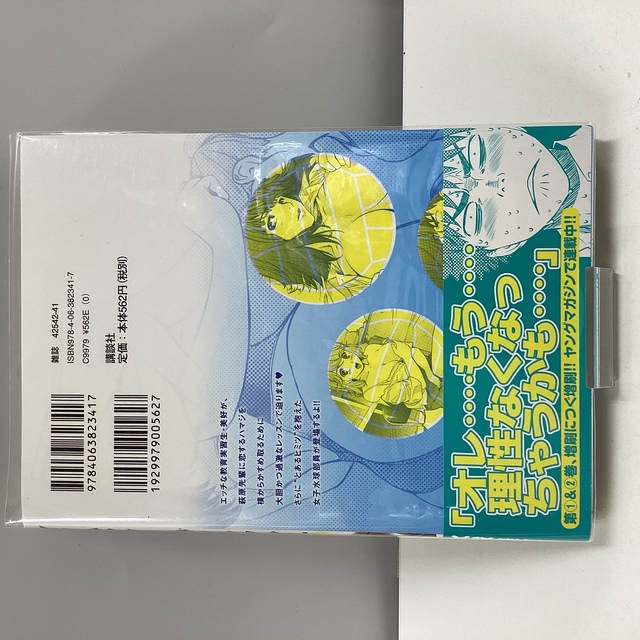 「オレ‥‥もう‥‥
理性なくなっ
ちゃうかも‥‥」
第①&②巻、増刷につぐ増刷!! ヤングマガジンで連載中!!
エッチな教育実習生・美好が、
荻原先輩に恋するハマジを
横からかすめ取るために
大胆かつ過激なレッスンで迫ります♥
さらに“とあるヒミツ”を抱えた
女子水球部員が登場するよ!!
雑誌 42542-41
ISBN978-4-06-382341-7
C9979 ¥562E (0)
講談社
定価：本体562円(税別)
9784063823417
1929979005627